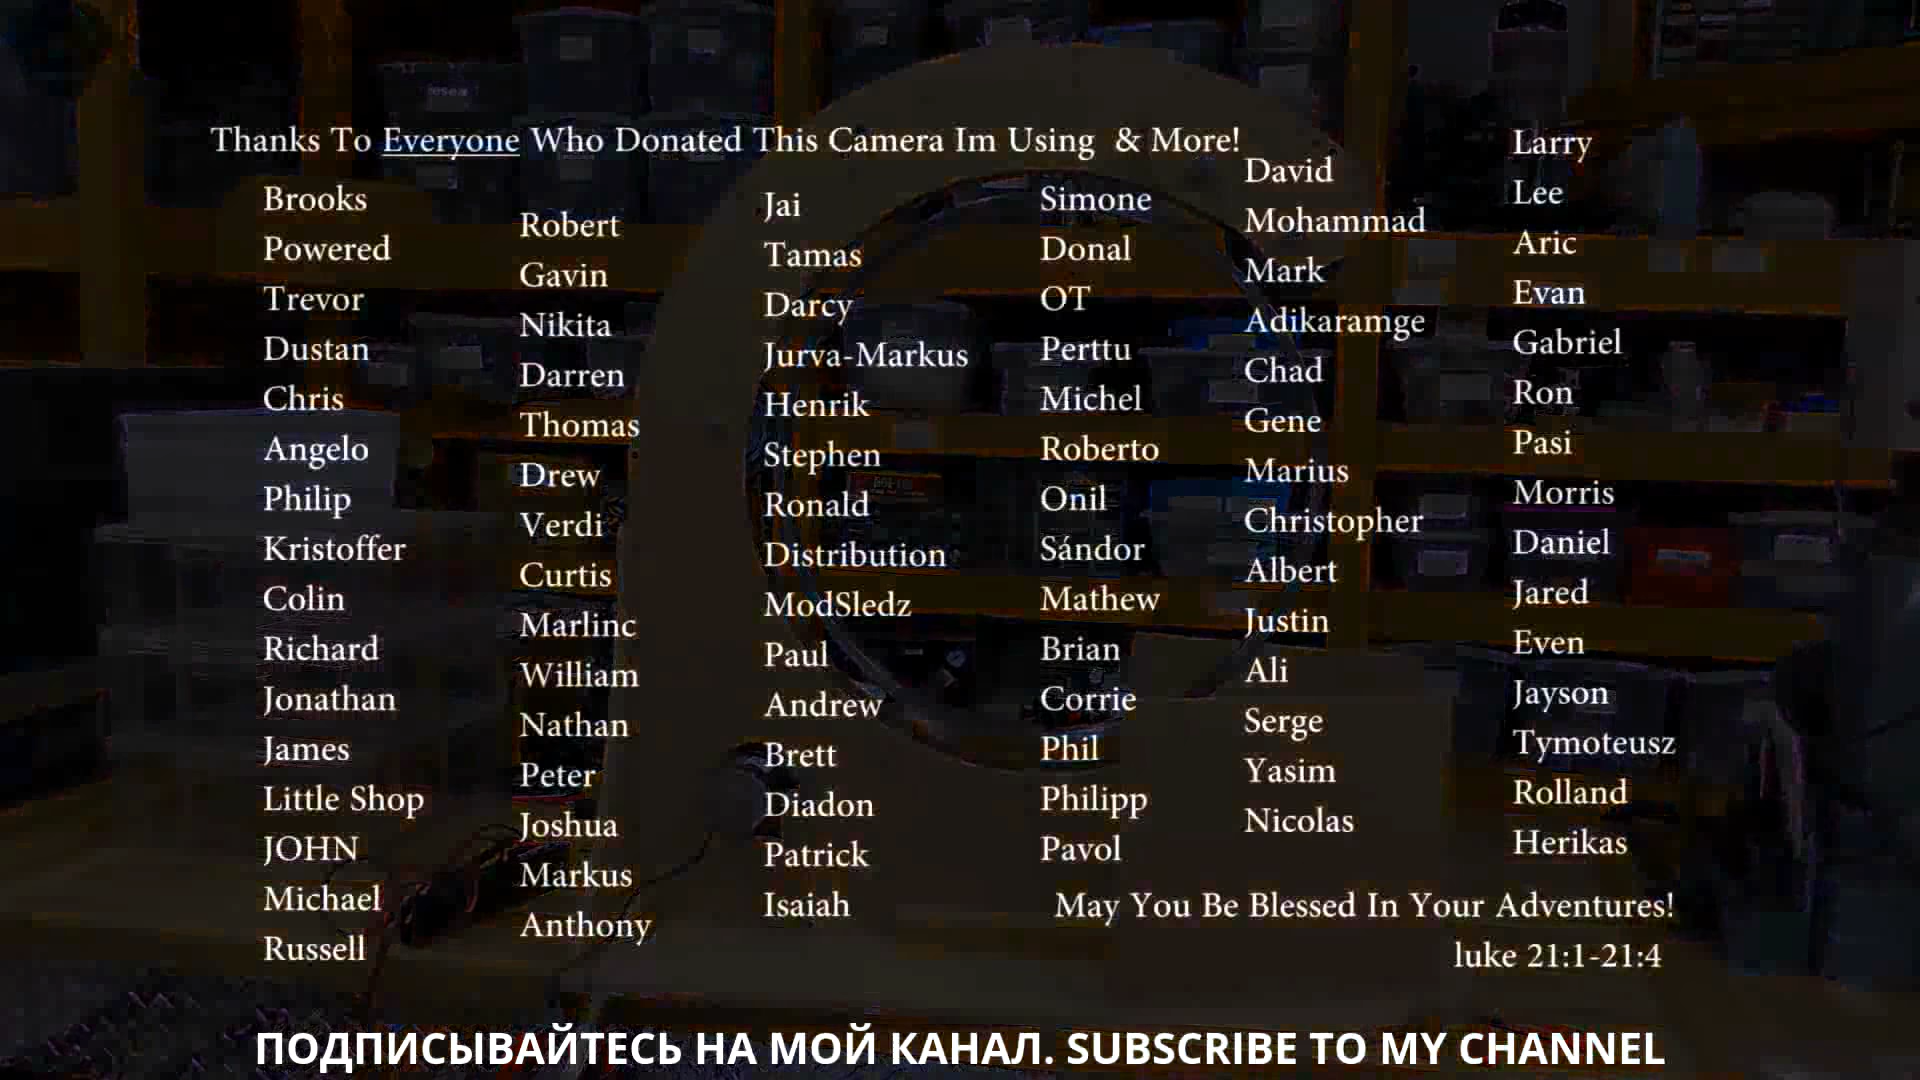 Thanks To Everyone Who Donated This Camera Im Using & More!
Brooks
Powered
Trevor
Dustan
Chris
Angelo
Philip
Kristoffer
Colin
Richard
Jonathan
James
Little Shop
JOHN
Michael
Russell
Robert
Gavin
Nikita
Darren
Thomas
Drew
Verdi
Curtis
Marlinc
William
Nathan
Peter
Joshua
Markus
Anthony
Jai
Tamas
Darcy
Jurva-Markus
Henrik
Stephen
Ronald
Distribution
ModSledz
Paul
Andrew
Brett
Diadon
Patrick
Isaiah
Simone
Donal
OT
Perttu
Michel
Roberto
Onil
Sándor
Mathew
Brian
Corrie
Phil
Philipp
Pavol
David
Mohammad
Mark
Adikaramge
Chad
Gene
Marius
Christopher
Albert
Justin
Ali
Serge
Yasim
Nicolas
Larry
Lee
Aric
Evan
Gabriel
Ron
Pasi
Morris
Daniel
Jared
Even
Jayson
Tymoteusz
Rolland
Herikas
May You Be Blessed In Your Adventures!
luke 21:1-21:4
ПОДПИСЫВАЙТЕСЬ НА МОЙ КАНАЛ. SUBSCRIBE TO MY CHANNEL